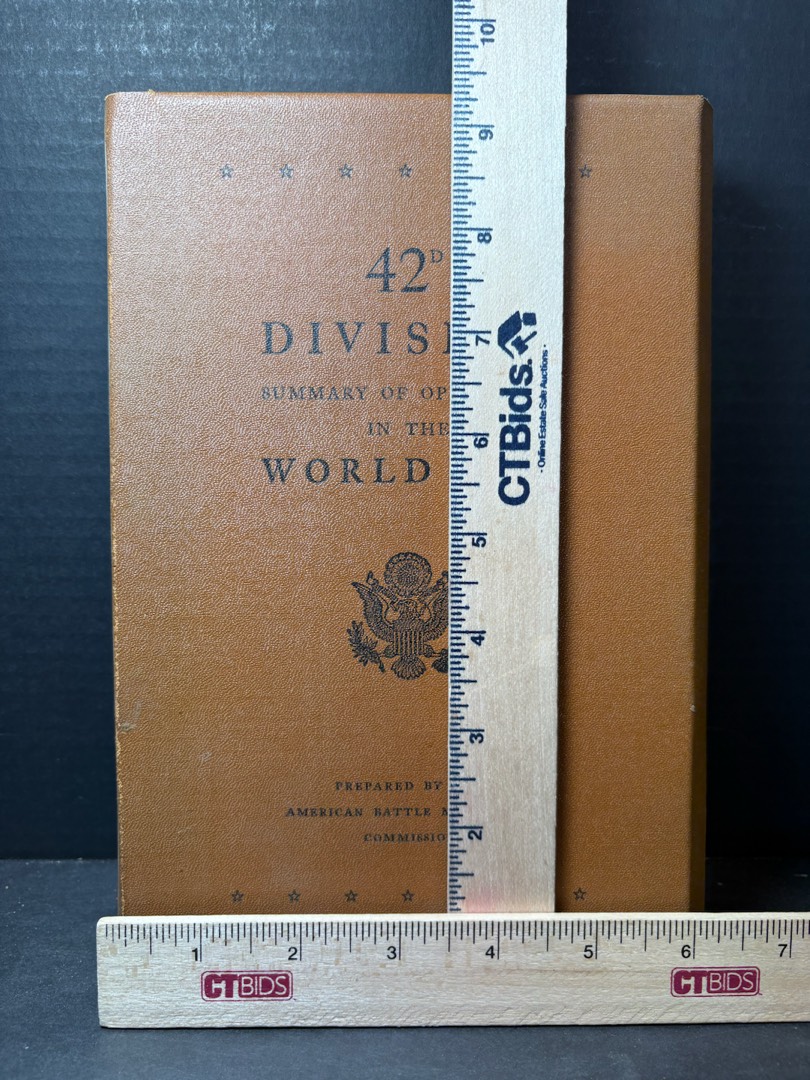 42D
DIVISI
SUMMARY OF OP
IN THE
WORLD
PREPARED BY
AMERICAN BATTLE M
COMMISSIO
10
9
8
7
6
5
4
3
2
CTBids.
- Online Estate Sale Auctions -
1 2 3 4 5 6 7
CTBIDS CTBIDS